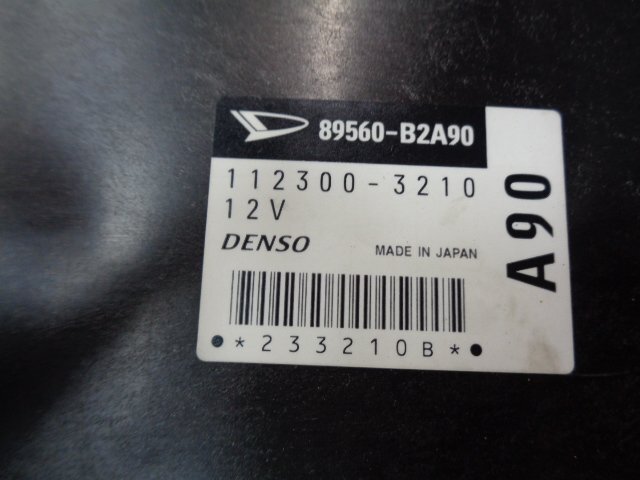 89560-B2A90
112300-3210
12V
DENSO MADE IN JAPAN
*233210B*
A90